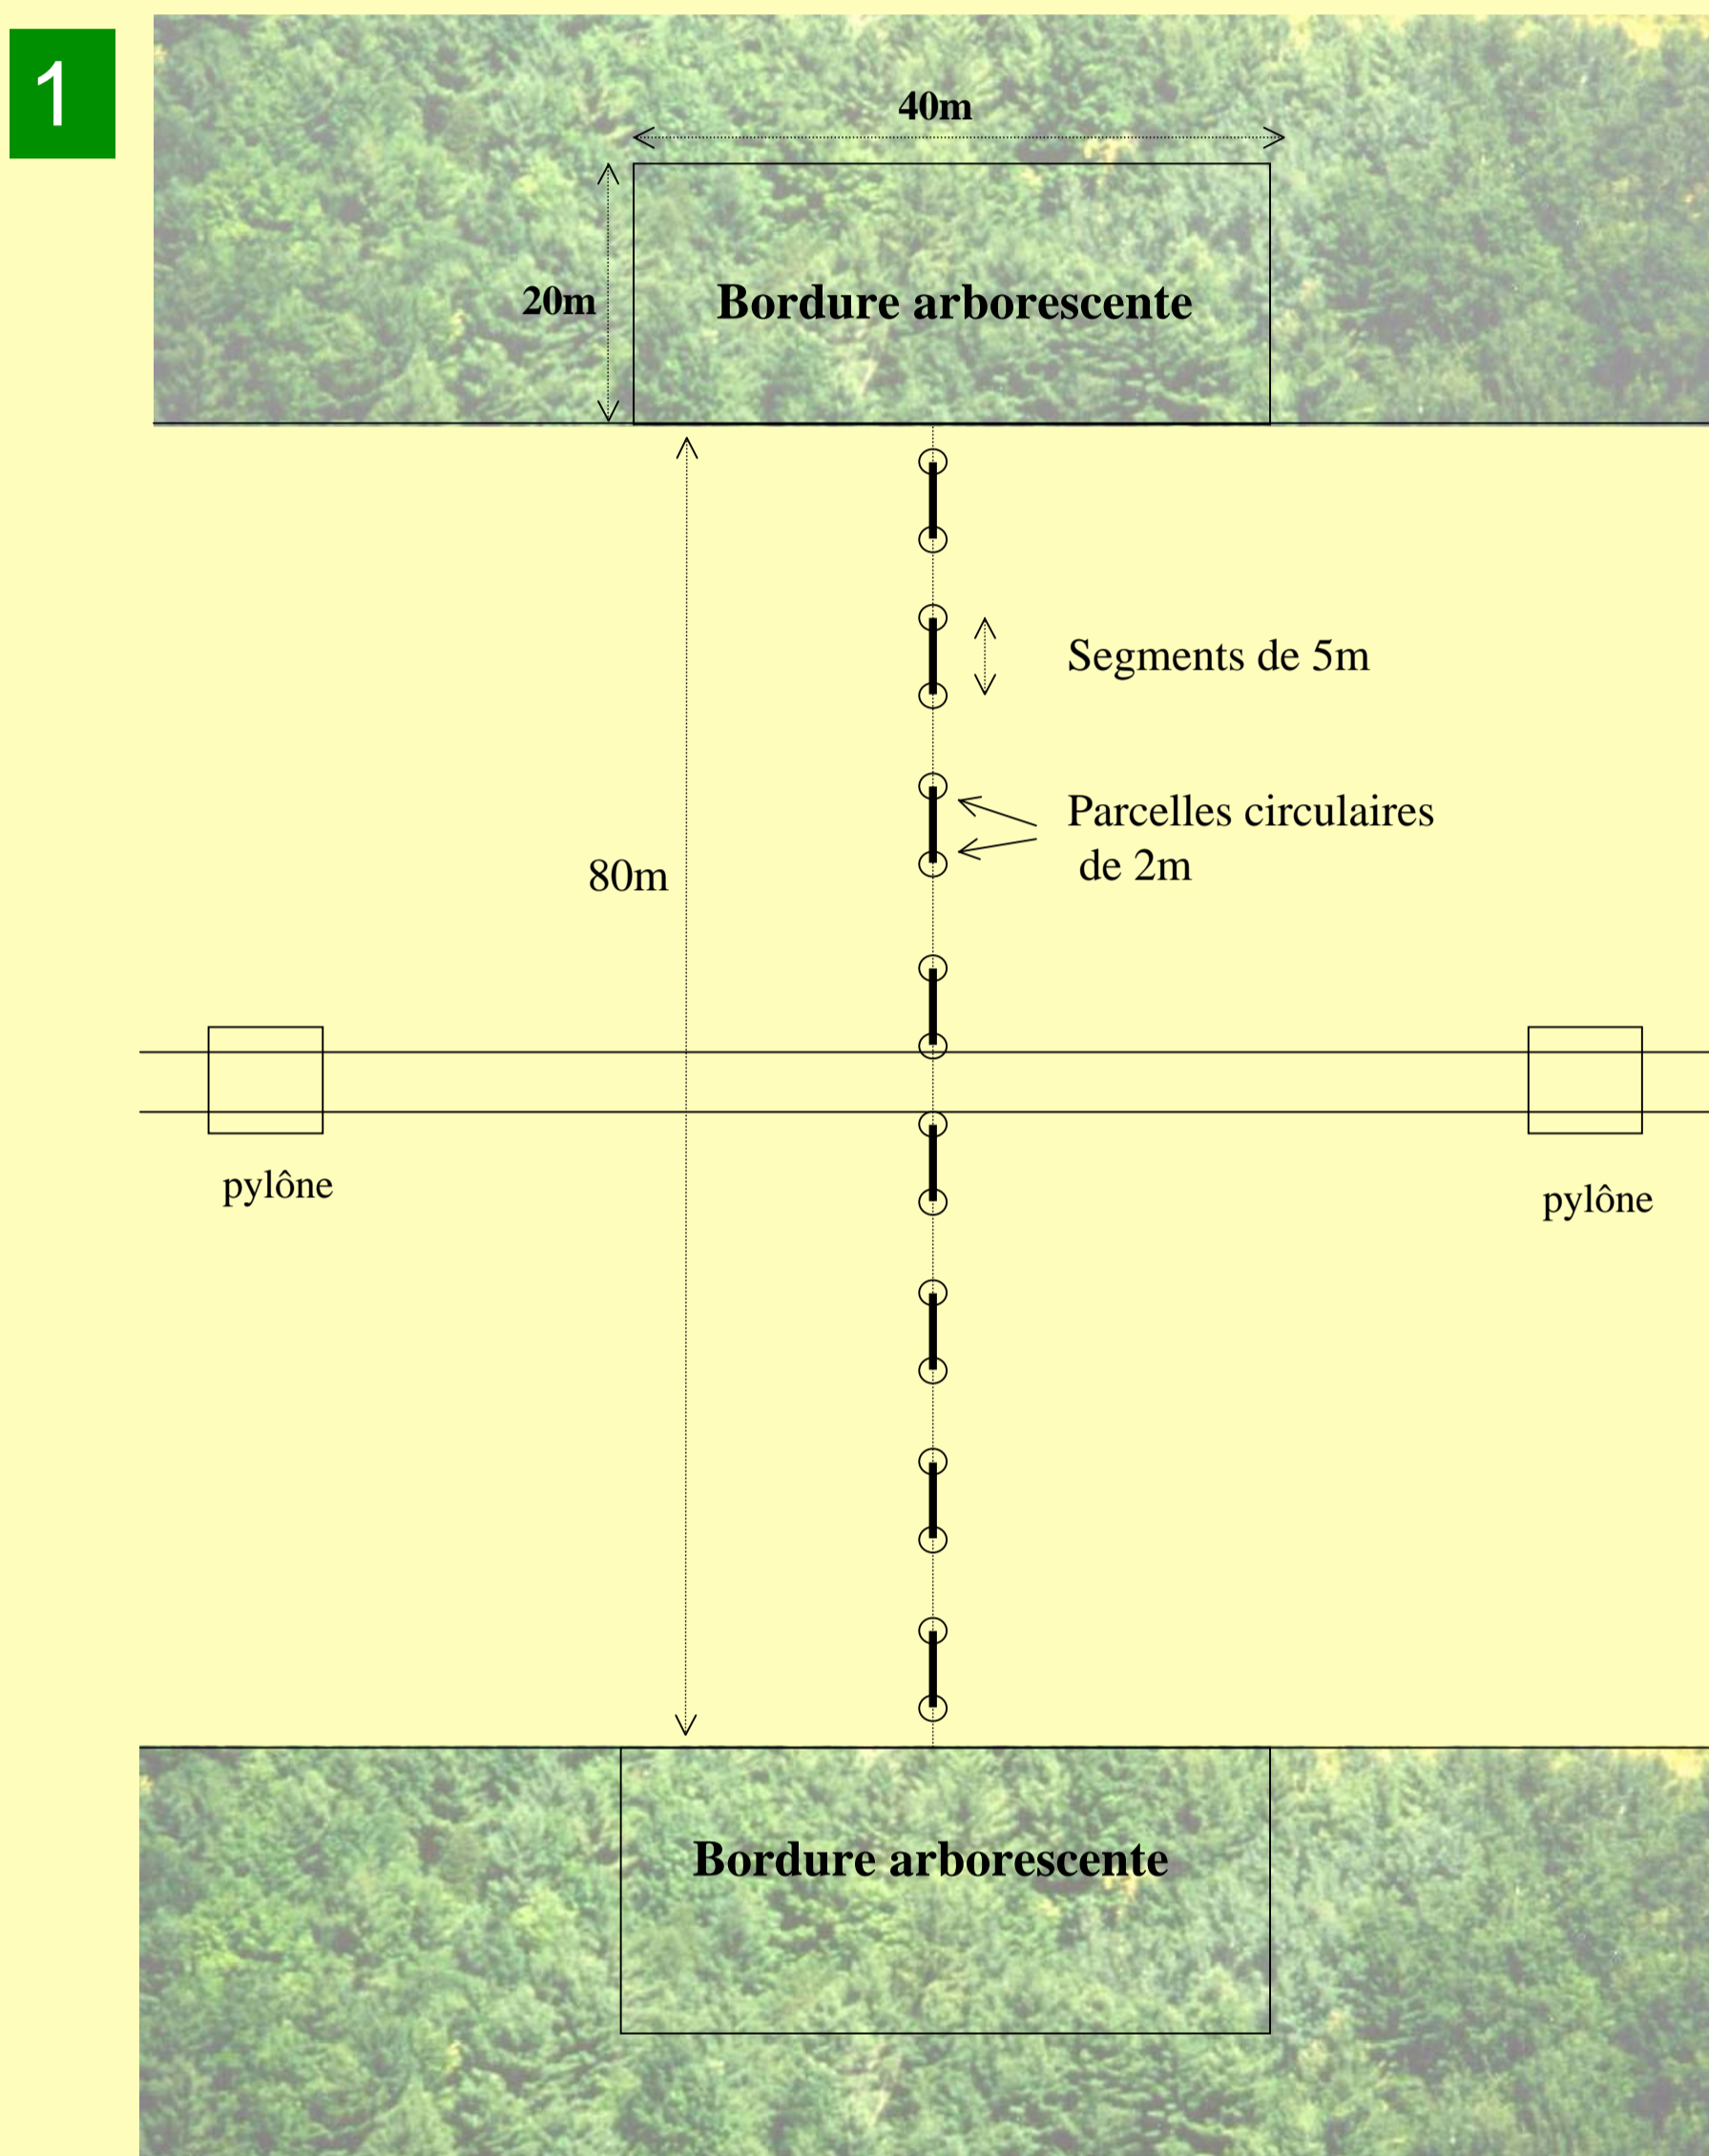 1
40m
20m
Bordure arborescente
Segments de 5m
Parcelles circulaires
de 2m
80m
pylône
pylône
Bordure arborescente